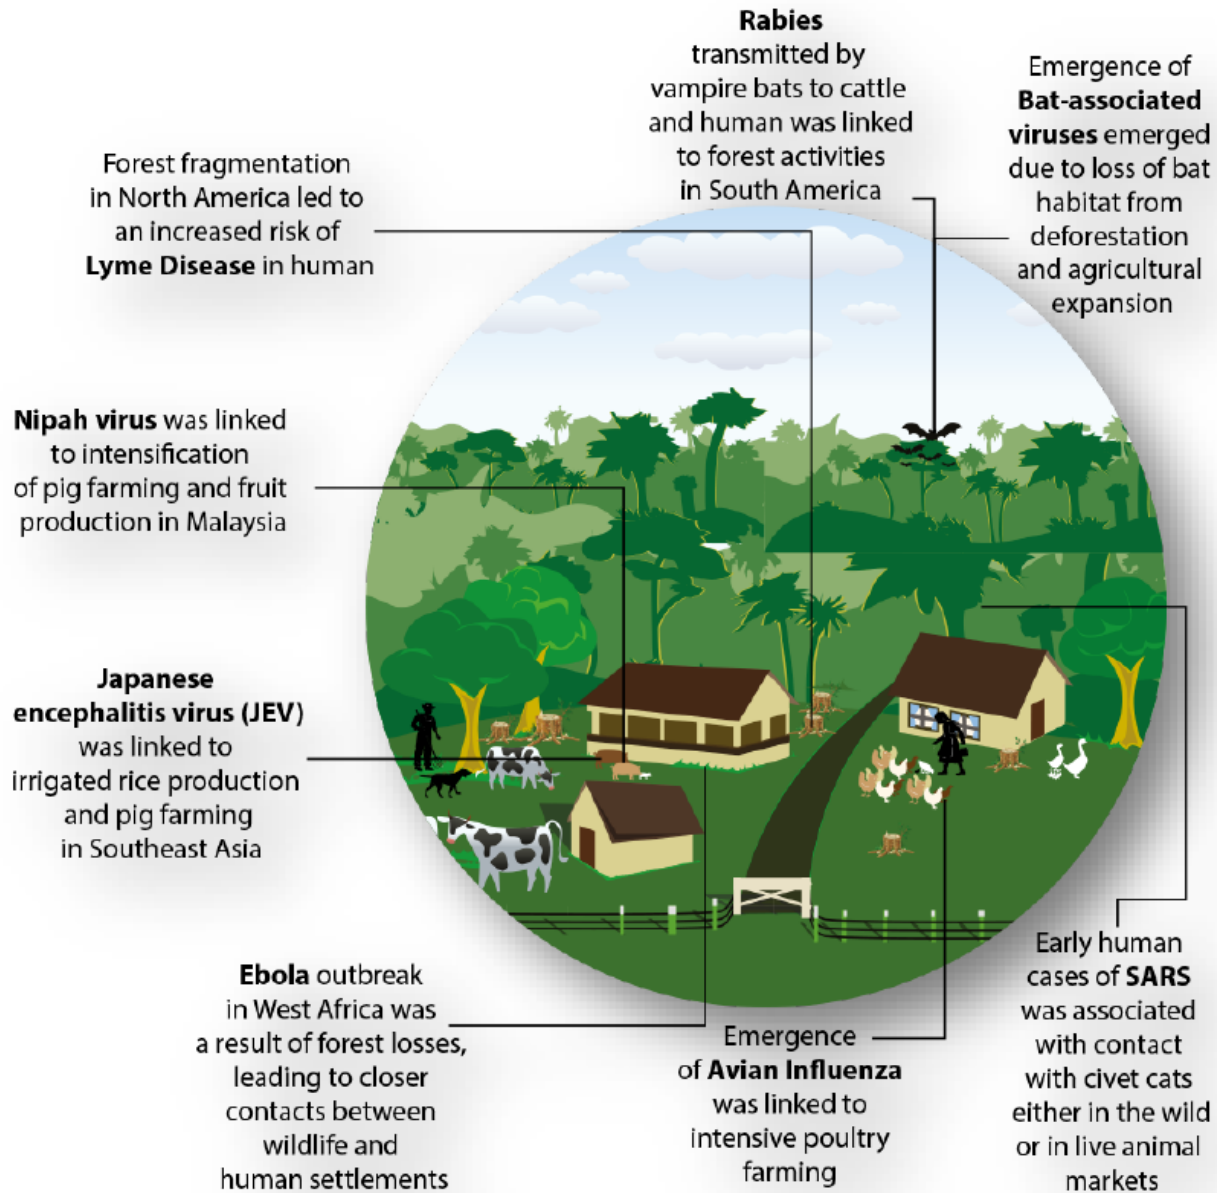 Rabies
transmitted by
vampire bats to cattle
and human was linked
to forest activities
in South America
Emergence of
Bat-associated
viruses emerged
due to loss of bat
habitat from
deforestation
and agricultural
expansion
Forest fragmentation
in North America led to
an increased risk of
Lyme Disease in human
Nipah virus was linked
to intensification
of pig farming and fruit
production in Malaysia
Japanese
encephalitis virus (JEV)
was linked to
irrigated rice production
and pig farming
in Southeast Asia
Ebola outbreak
in West Africa was
a result of forest losses,
leading to closer
contacts between
wildlife and
human settlements
Emergence
of Avian Influenza
was linked to
intensive poultry
farming
Early human
cases of SARS
was associated
with contact
with civet cats
either in the wild
or in live animal
markets